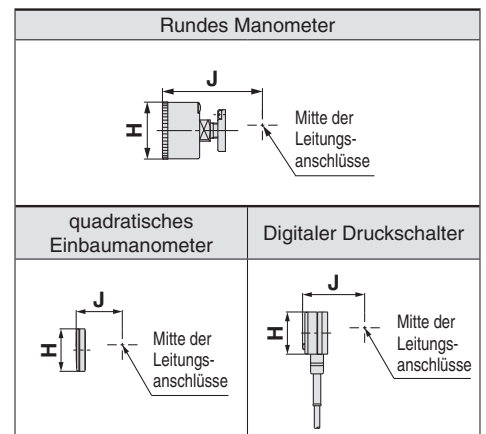 Rundes Manometer
J
H
Mitte der
Leitungs-
anschlüsse
quadratisches
Einbaumanometer
Digitaler Druckschalter
J
H
Mitte der
Leitungs-
anschlüsse
J
H
Mitte der
Leitungs-
anschlüsse